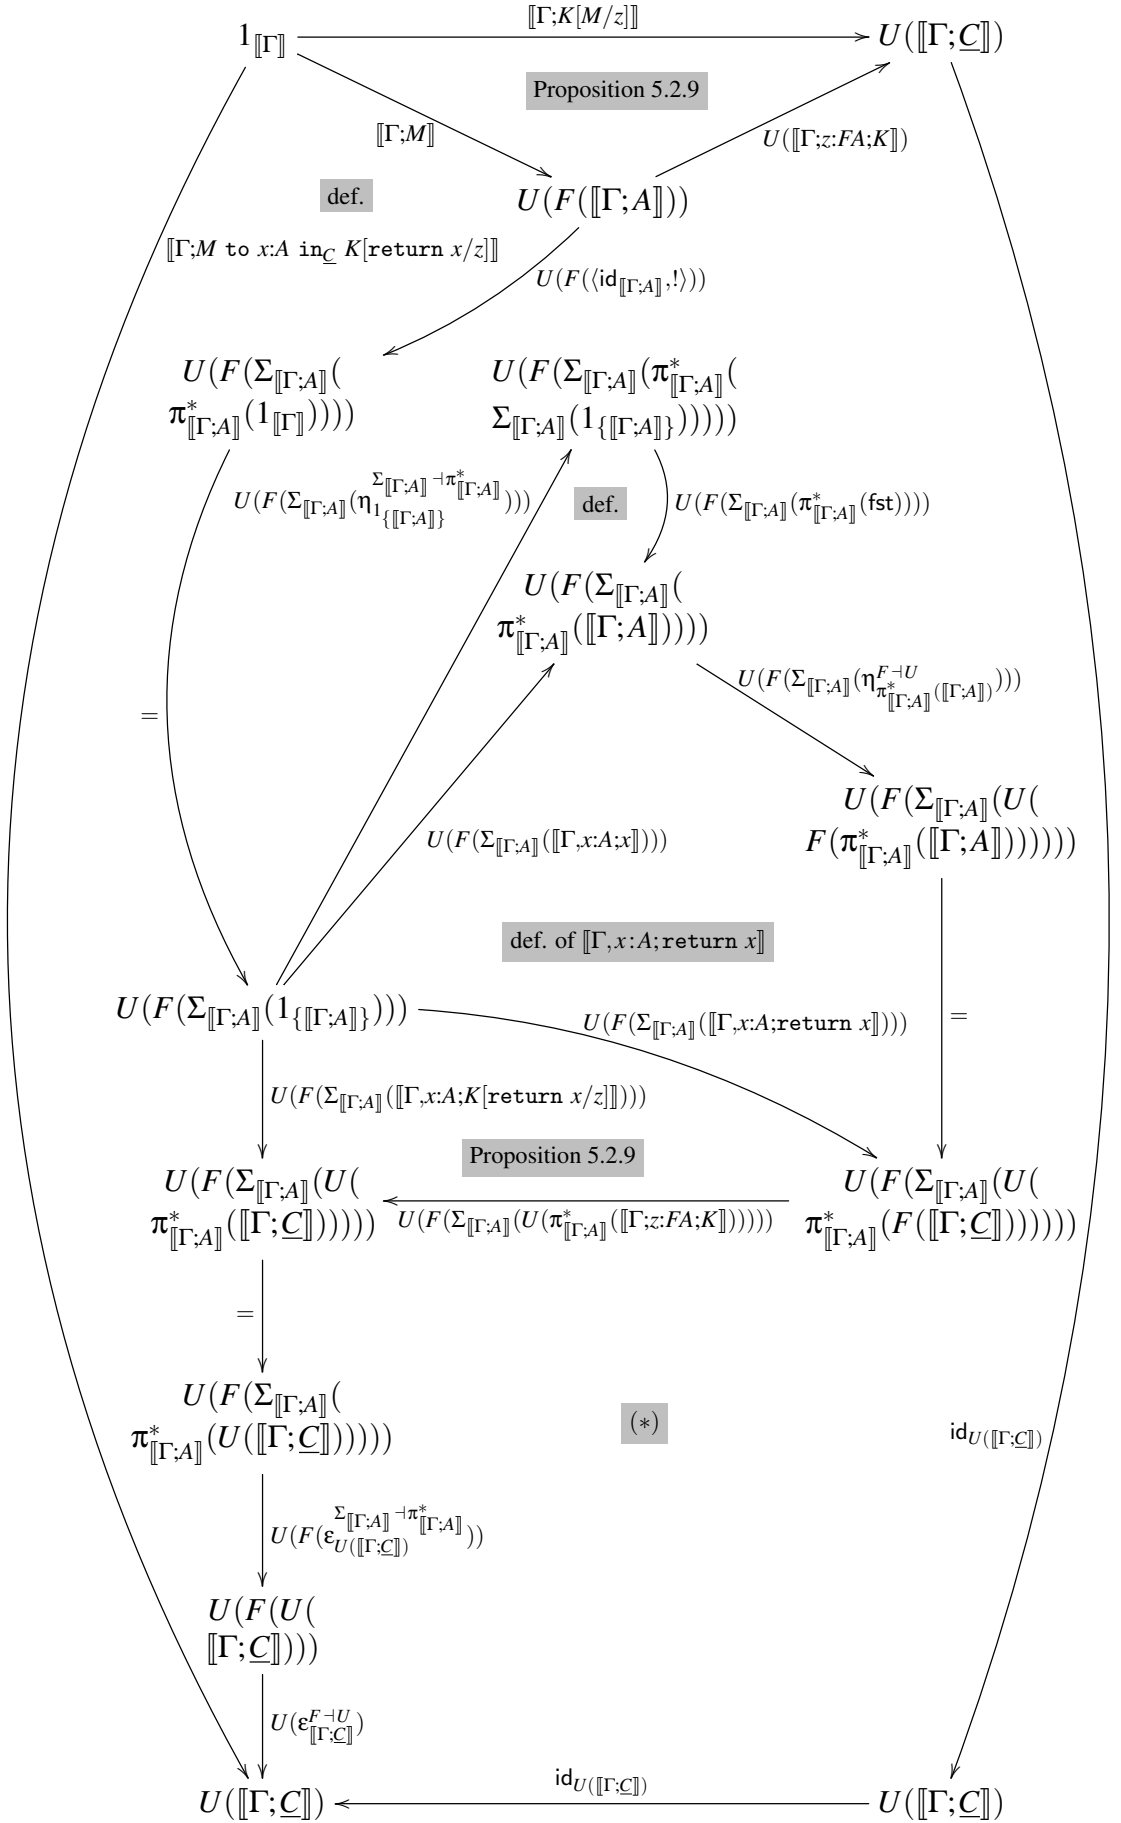 ⟦Γ;K[M/z]⟧
1_⟦Γ⟧
U(⟦Γ;C̲⟧)
Proposition 5.2.9
⟦Γ;M⟧
U(⟦Γ;z:FA;K⟧)
def.
U(F(⟦Γ;A⟧))
⟦Γ;M to x:A in_C̲ K[return x/z]⟧
U(F(⟨id_⟦Γ;A⟧,!⟩))
U(F(Σ_⟦Γ;A⟧(
π*_⟦Γ;A⟧(1_⟦Γ⟧))))
U(F(Σ_⟦Γ;A⟧(π*_⟦Γ;A⟧(
Σ_⟦Γ;A⟧(1_{⟦Γ;A⟧})))))
U(F(Σ_⟦Γ;A⟧(η^{Σ_⟦Γ;A⟧ ⊣ π*_⟦Γ;A⟧}_{1_{⟦Γ;A⟧}})))
def.
U(F(Σ_⟦Γ;A⟧(π*_⟦Γ;A⟧(fst))))
U(F(Σ_⟦Γ;A⟧(
π*_⟦Γ;A⟧(⟦Γ;A⟧))))
U(F(Σ_⟦Γ;A⟧(η^{F⊣U}_{π*_⟦Γ;A⟧(⟦Γ;A⟧)})))
=
U(F(Σ_⟦Γ;A⟧(U(
F(π*_⟦Γ;A⟧(⟦Γ;A⟧))))))
U(F(Σ_⟦Γ;A⟧(⟦Γ,x:A;x⟧)))
def. of ⟦Γ,x:A;return x⟧
U(F(Σ_⟦Γ;A⟧(1_{⟦Γ;A⟧})))
U(F(Σ_⟦Γ;A⟧(⟦Γ,x:A;return x⟧)))
=
U(F(Σ_⟦Γ;A⟧(⟦Γ,x:A;K[return x/z]⟧)))
Proposition 5.2.9
U(F(Σ_⟦Γ;A⟧(U(
π*_⟦Γ;A⟧(⟦Γ;C̲⟧)))))
U(F(Σ_⟦Γ;A⟧(U(π*_⟦Γ;A⟧(⟦Γ;z:FA;K⟧)))))
U(F(Σ_⟦Γ;A⟧(U(
π*_⟦Γ;A⟧(F(⟦Γ;C̲⟧))))))
=
U(F(Σ_⟦Γ;A⟧(
π*_⟦Γ;A⟧(U(⟦Γ;C̲⟧)))))
(∗)
id_U(⟦Γ;C̲⟧)
U(F(ε^{Σ_⟦Γ;A⟧ ⊣ π*_⟦Γ;A⟧}_{U(⟦Γ;C̲⟧)}))
U(F(U(
⟦Γ;C̲⟧)))
U(ε^{F⊣U}_⟦Γ;C̲⟧)
id_U(⟦Γ;C̲⟧)
U(⟦Γ;C̲⟧)
U(⟦Γ;C̲⟧)